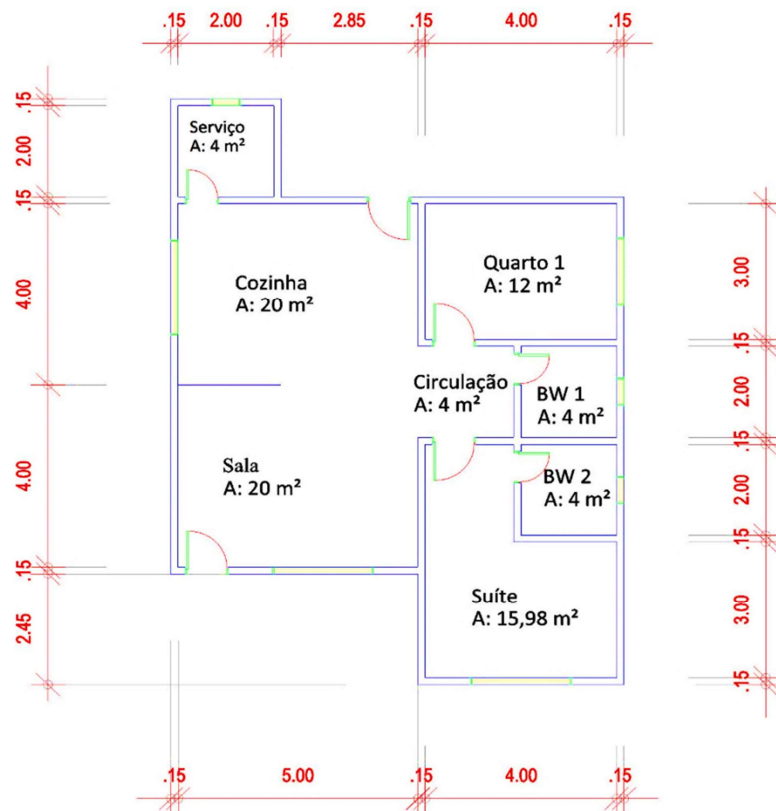 .15 2.00 .15 2.85 .15 4.00 .15
.15
2.00
.15
4.00
4.00
.15
2.45
Serviço
A: 4 m²
Cozinha
A: 20 m²
Quarto 1
A: 12 m²
Circulação
A: 4 m²
BW 1
A: 4 m²
Sala
A: 20 m²
BW 2
A: 4 m²
Suíte
A: 15,98 m²
3.00
.15
2.00
.15
2.00
.15
3.00
.15
.15 5.00 .15 4.00 .15